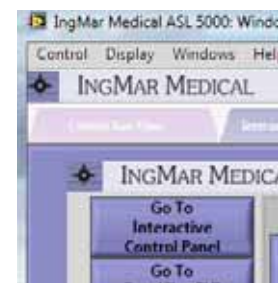 IngMar Medical ASL 5000: Windo
Control Display Windows Hel
INGMAR MEDICAL
INGMAR MEDICA
Go To
Interactive
Control Panel
Go To